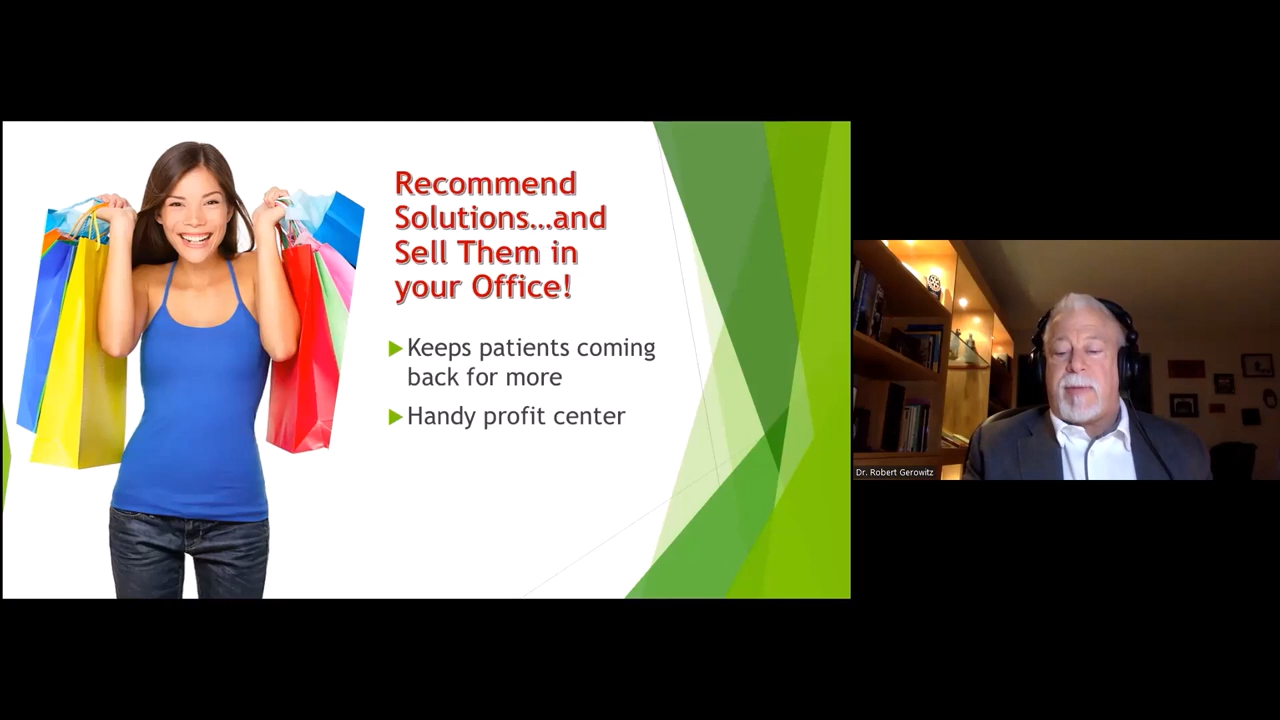 Recommend
Solutions...and
Sell Them in
your Office!
Keeps patients coming
back for more
Handy profit center
Dr. Robert Gerowitz